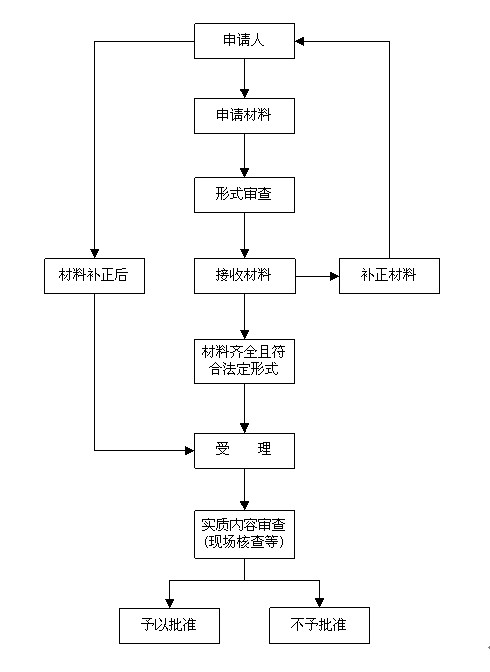 申请人
申请材料
形式审查
材料补正后
接收材料
补正材料
材料齐全且符
合法定形式
受　　理
实质内容审查
(现场核查等)
予以批准
不予批准